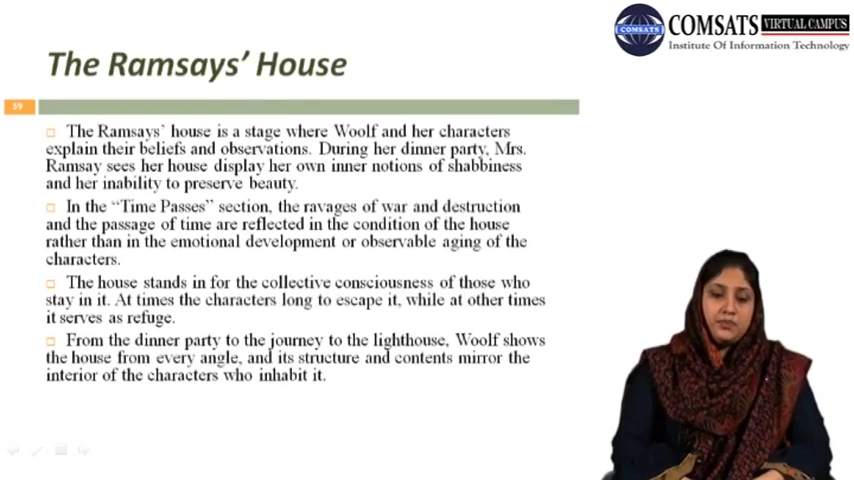 COMSATS VIRTUAL CAMPUS
COMSATS
Institute Of Information Technology
The Ramsays' House
59
The Ramsays' house is a stage where Woolf and her characters
explain their beliefs and observations. During her dinner party, Mrs.
Ramsay sees her house display her own inner notions of shabbiness
and her inability to preserve beauty.
In the “Time Passes” section, the ravages of war and destruction
and the passage of time are reflected in the condition of the house
rather than in the emotional development or observable aging of the
characters.
The house stands in for the collective consciousness of those who
stay in it. At times the characters long to escape it, while at other times
it serves as refuge.
From the dinner party to the journey to the lighthouse, Woolf shows
the house from every angle, and its structure and contents mirror the
interior of the characters who inhabit it.